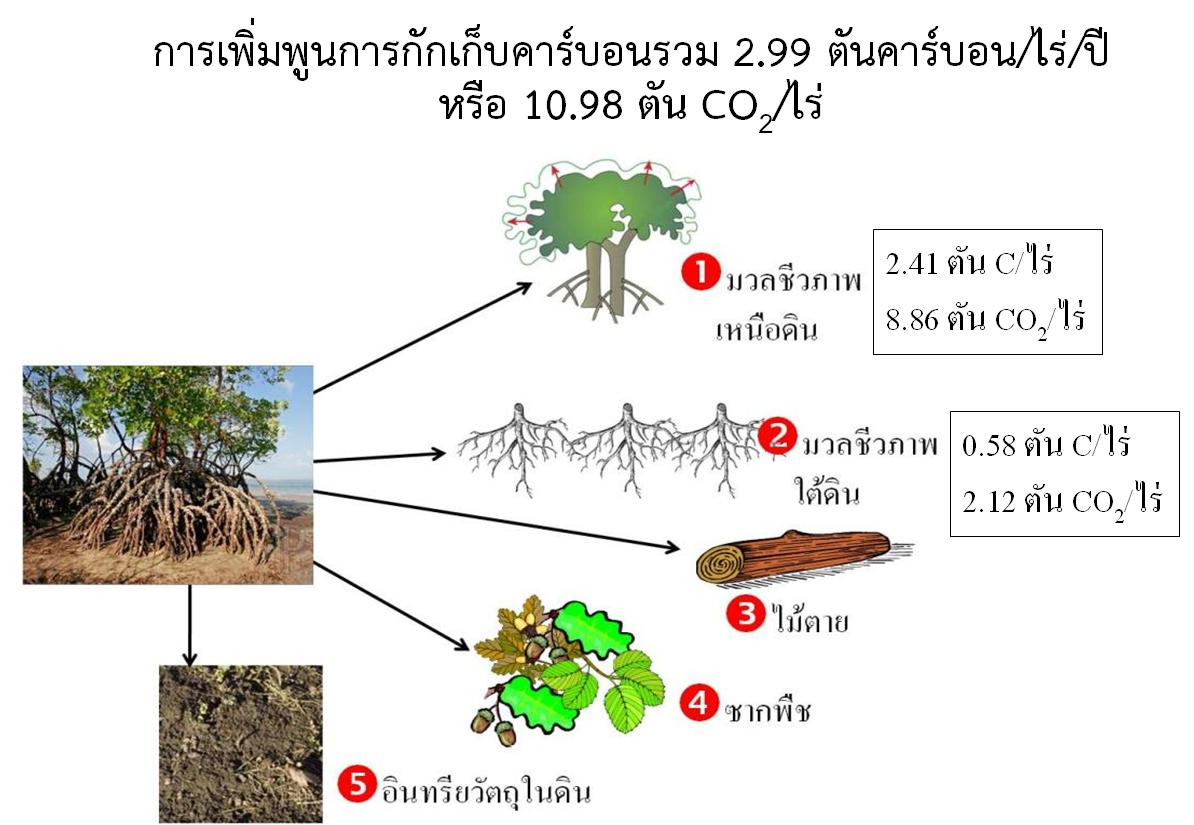 การเพิ่มพูนการกักเก็บคาร์บอนรวม 2.99 ตันคาร์บอน/ไร่/ปี
หรือ 10.98 ตัน CO2/ไร่
1 มวลชีวภาพ
เหนือดิน
2.41 ตัน C/ไร่
8.86 ตัน CO2/ไร่
2 มวลชีวภาพ
ใต้ดิน
0.58 ตัน C/ไร่
2.12 ตัน CO2/ไร่
3 ไม้ตาย
4 ซากพืช
5 อินทรียวัตถุในดิน